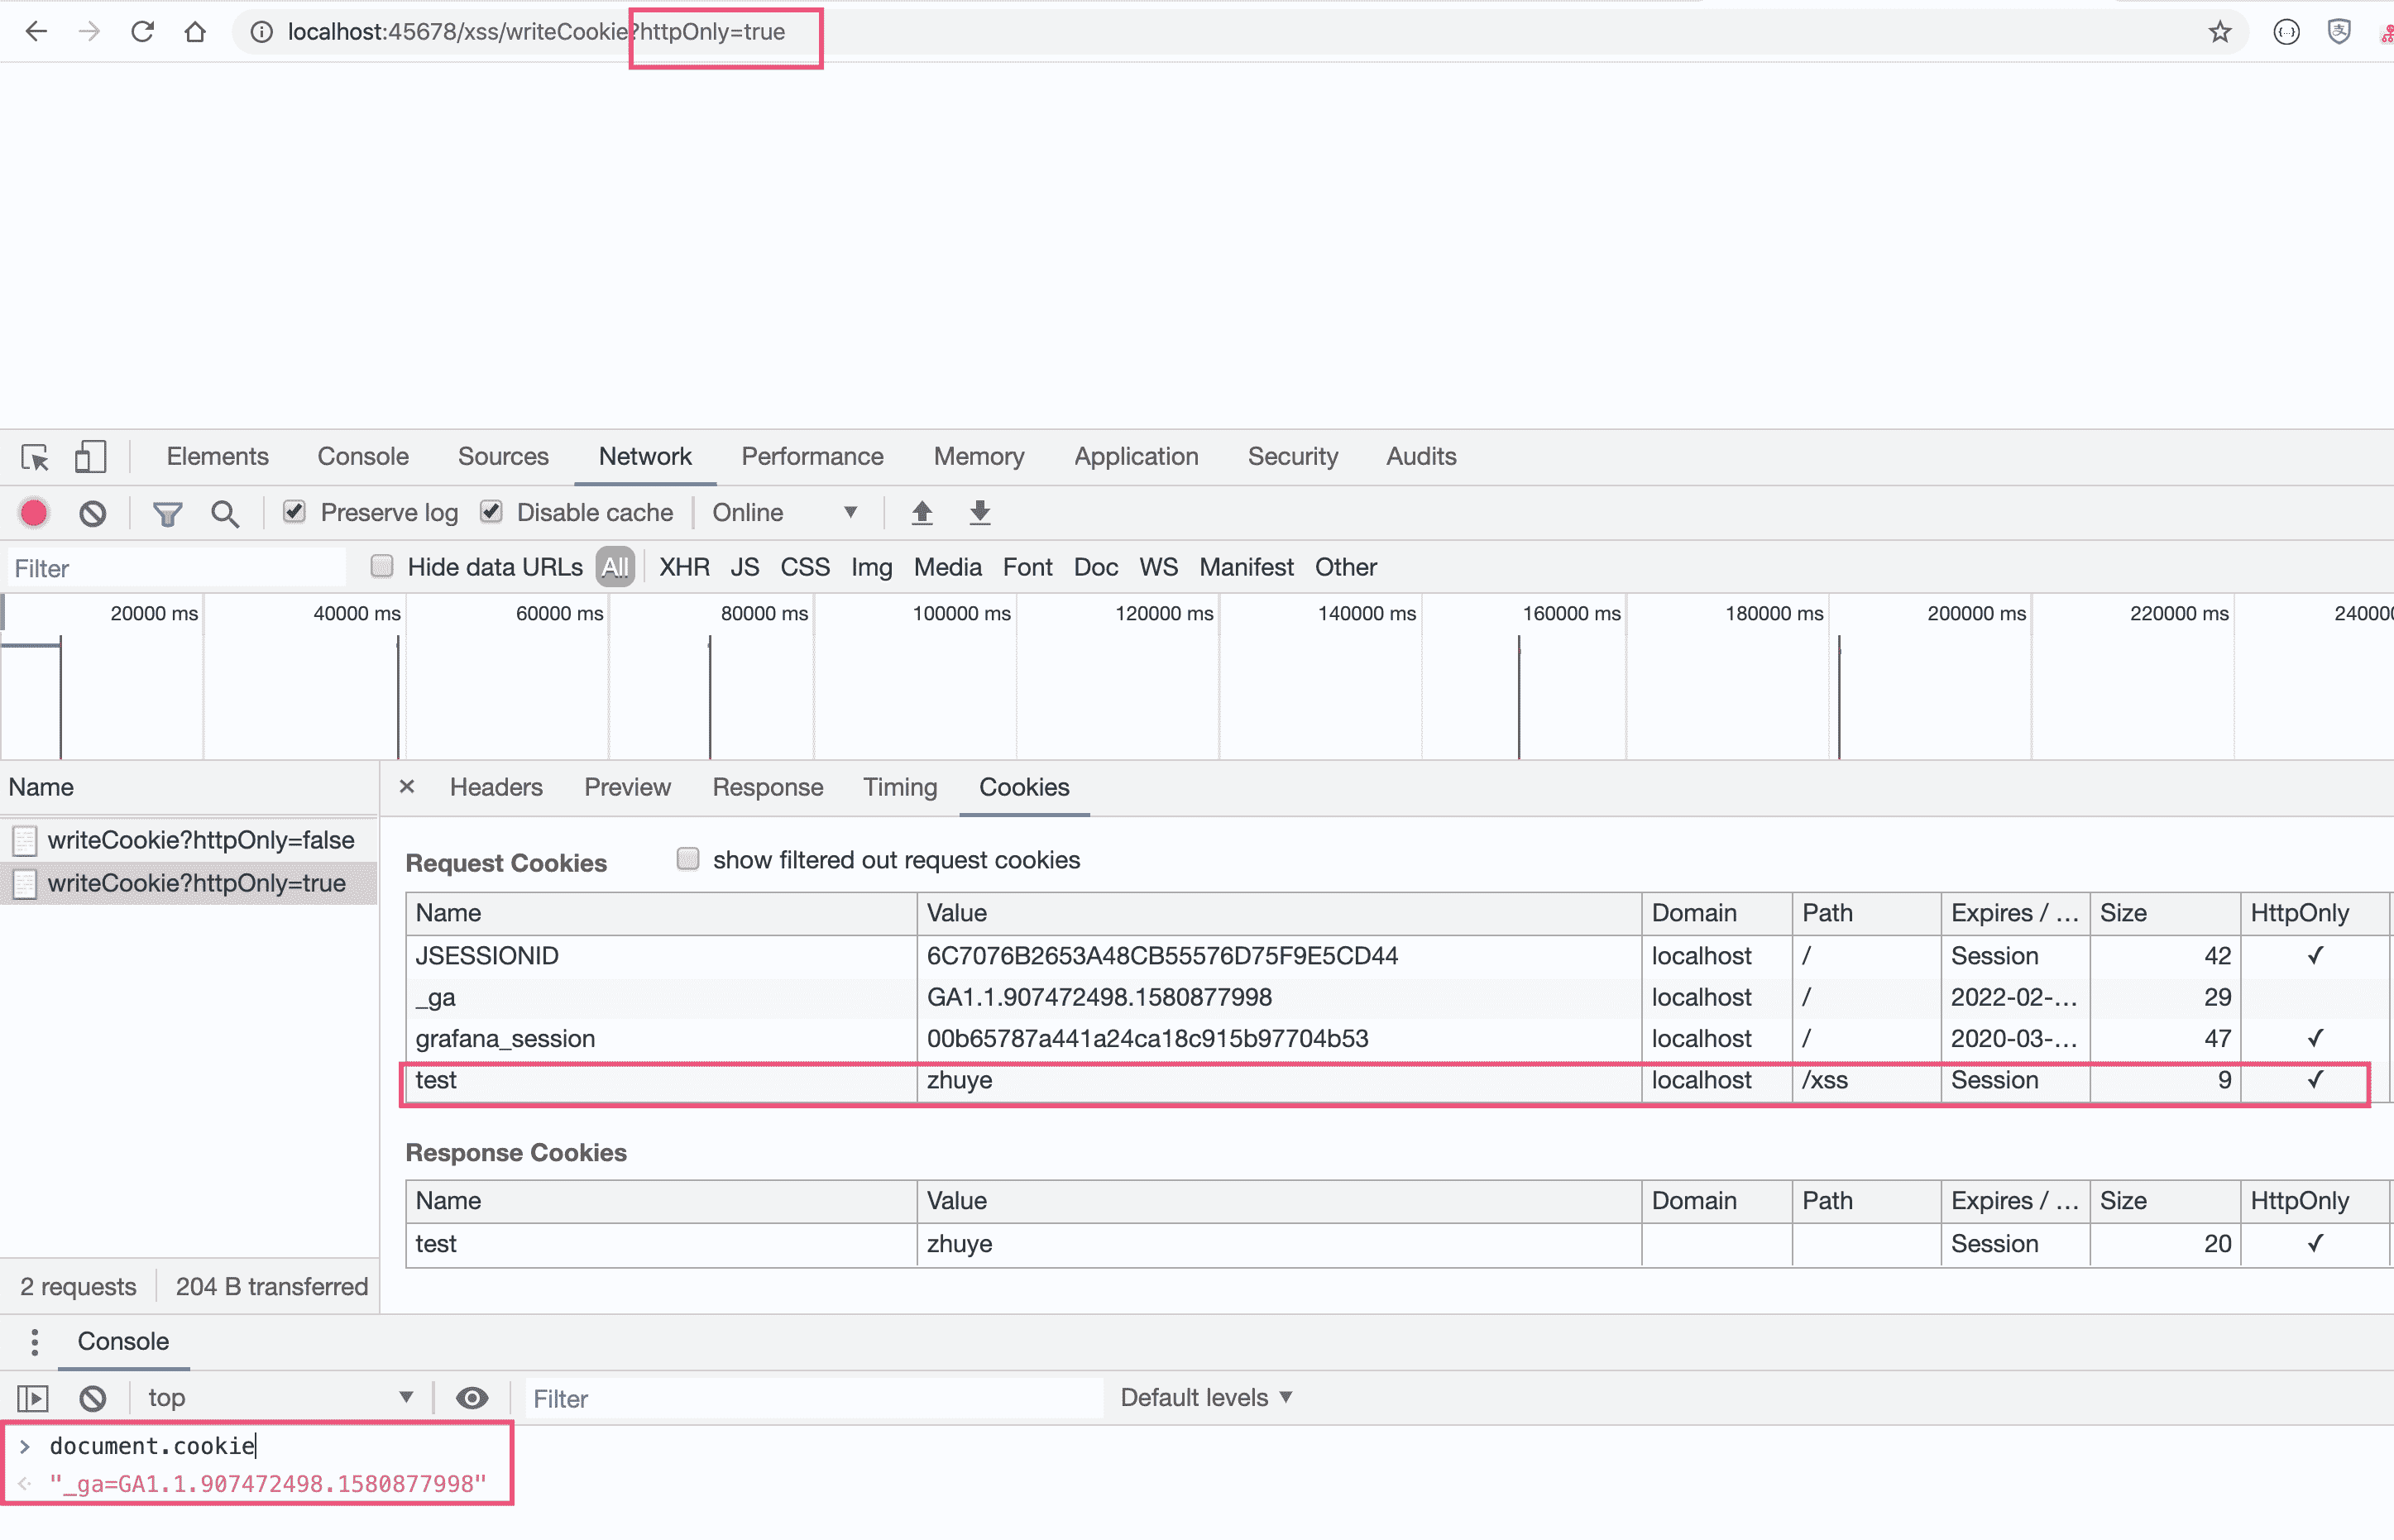 localhost:45678/xss/writeCookie?httpOnly=true
Elements Console Sources Network Performance Memory Application Security Audits
Preserve log Disable cache Online
Filter Hide data URLs All XHR JS CSS Img Media Font Doc WS Manifest Other
20000 ms 40000 ms 60000 ms 80000 ms 100000 ms 120000 ms 140000 ms 160000 ms 180000 ms 200000 ms 220000 ms
Name
writeCookie?httpOnly=false
writeCookie?httpOnly=true
2 requests 204 B transferred
× Headers Preview Response Timing Cookies
Request Cookies show filtered out request cookies
Name Value Domain Path Expires / ... Size HttpOnly
JSESSIONID 6C7076B2653A48CB55576D75F9E5CD44 localhost / Session 42 ✓
_ga GA1.1.907472498.1580877998 localhost / 2022-02-... 29
grafana_session 00b65787a441a24ca18c915b97704b53 localhost / 2020-03-... 47 ✓
test zhuye localhost /xss Session 9 ✓
Response Cookies
Name Value Domain Path Expires / ... Size HttpOnly
test zhuye Session 20 ✓
Console
top Filter Default levels
> document.cookie
"_ga=GA1.1.907472498.1580877998"